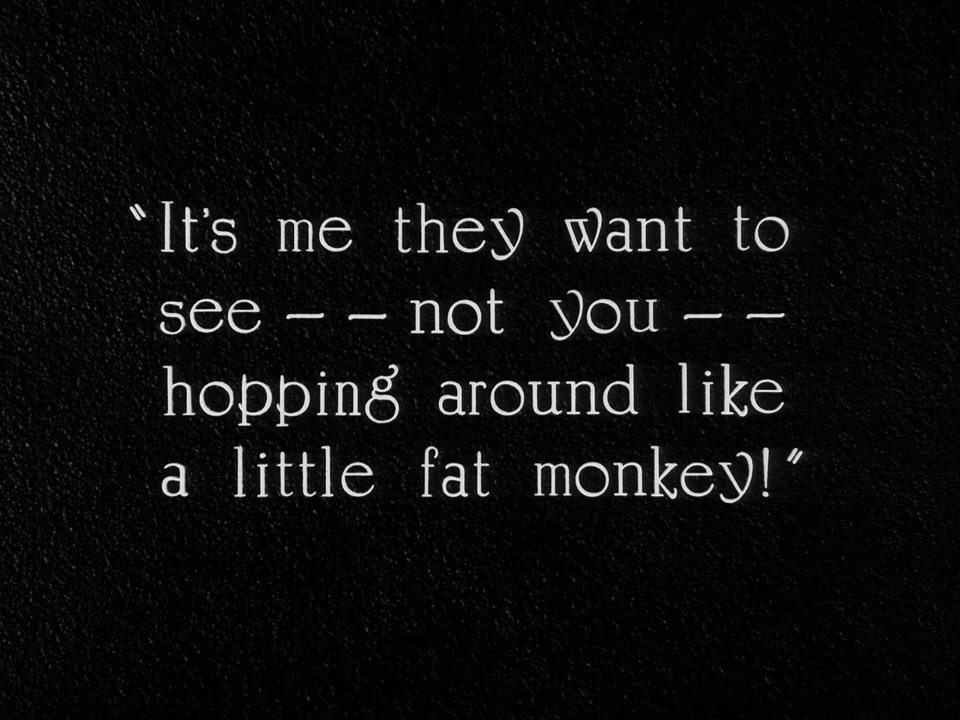 "It's me they want to
see — — not you — —
hopping around like
a little fat monkey!"